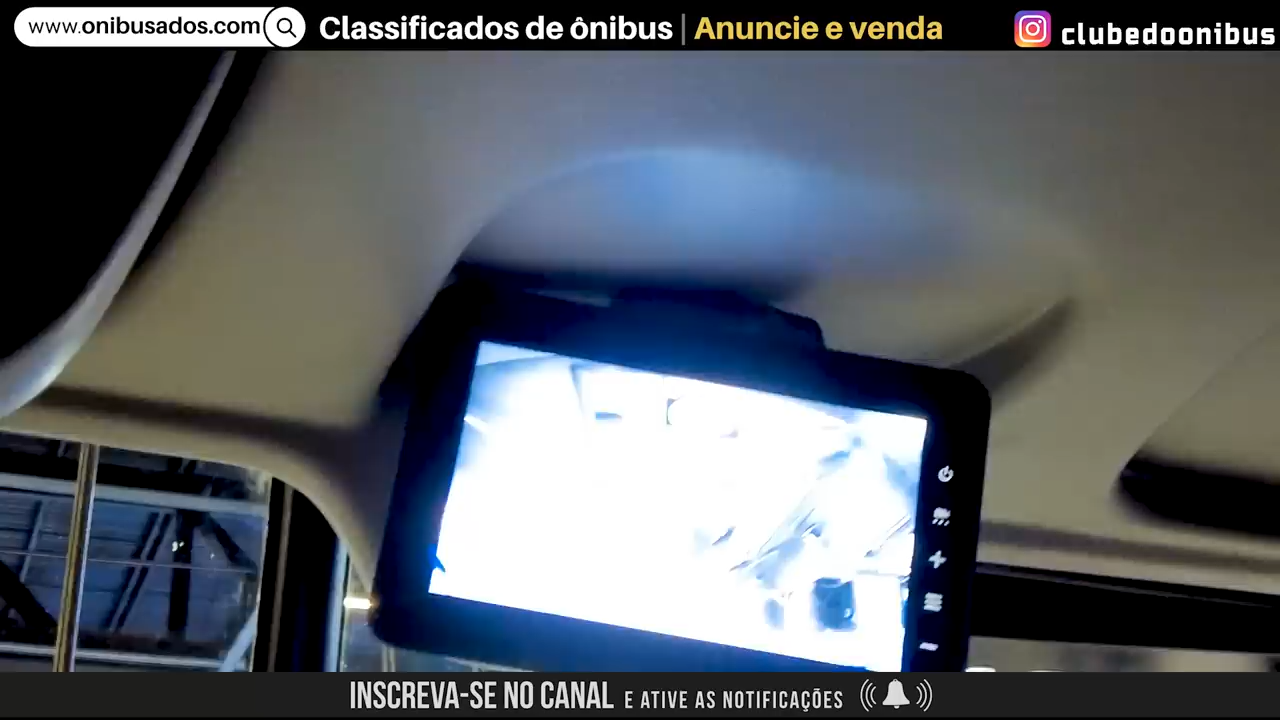 www.onibusados.com
Classificados de ônibus | Anuncie e venda
clubedoonibus
INSCREVA-SE NO CANAL E ATIVE AS NOTIFICAÇÕES